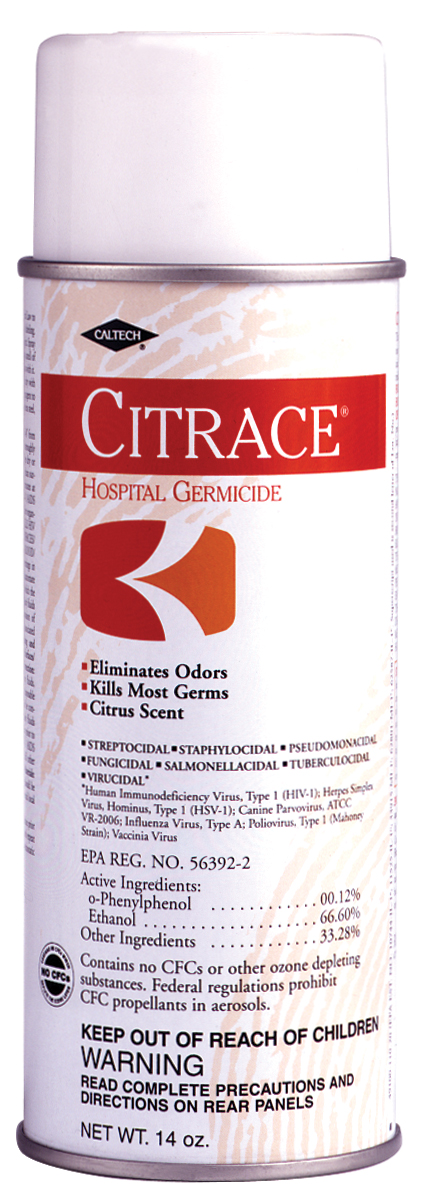 CALTECH®
CITRACE®
HOSPITAL GERMICIDE
Eliminates Odors
Kills Most Germs
Citrus Scent
▪STREPTOCIDAL ▪STAPHYLOCIDAL ▪PSEUDOMONACIDAL
▪FUNGICIDAL ▪SALMONELLACIDAL ▪TUBERCULOCIDAL
▪VIRUCIDAL*
*Human Immunodeficiency Virus, Type 1 (HIV-1); Herpes Simplex
Virus, Hominus, Type 1 (HSV-1); Canine Parvovirus, ATCC
VR-2006; Influenza Virus, Type A; Poliovirus, Type 1 (Mahoney
Strain); Vaccinia Virus
EPA REG. NO. 56392-2
Active Ingredients:
o-Phenylphenol . . . . . . . . . . . . 00.12%
Ethanol . . . . . . . . . . . . . . . . . . . 66.60%
Other Ingredients . . . . . . . . . . . 33.28%
NO CFCs
Contains no CFCs or other ozone depleting
substances. Federal regulations prohibit
CFC propellants in aerosols.
KEEP OUT OF REACH OF CHILDREN
WARNING
READ COMPLETE PRECAUTIONS AND
DIRECTIONS ON REAR PANELS
NET WT. 14 oz.